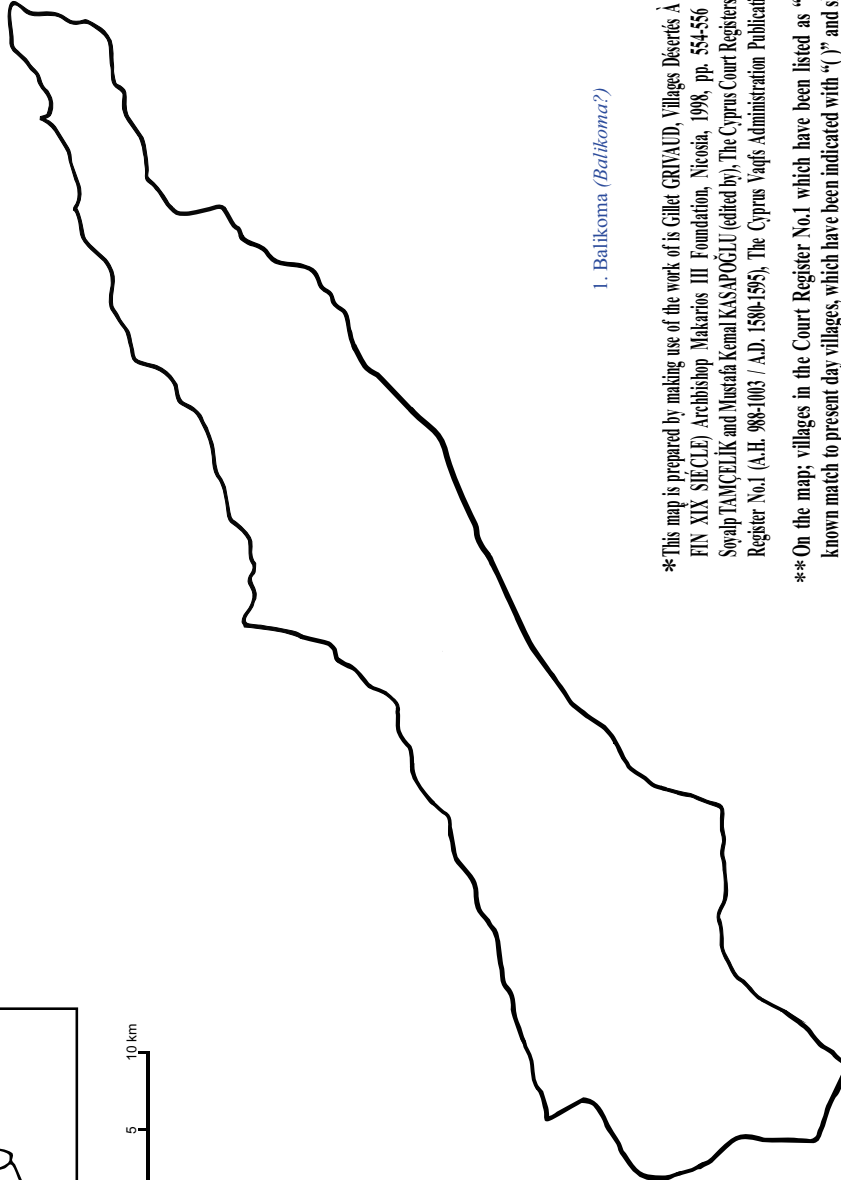 5
10 km
1. Balikoma (Balikoma?)
*This map is prepared by making use of the work of is Gillet GRIVAUD, Villages Désertés À
FIN XIX SIÉCLE) Archbishop Makarios III Foundation, Nicosia, 1998, pp. 554-556
Soyalp TAMÇELİK and Mustafa Kemal KASAPOĞLU (edited by), The Cyprus Court Registers
Register No.1 (A.H. 988-1003 / A.D. 1580-1595), The Cyprus Vaqfs Administration Publicati
**On the map; villages in the Court Register No.1 which have been listed as “
known match to present day villages, which have been indicated with “( )” and s